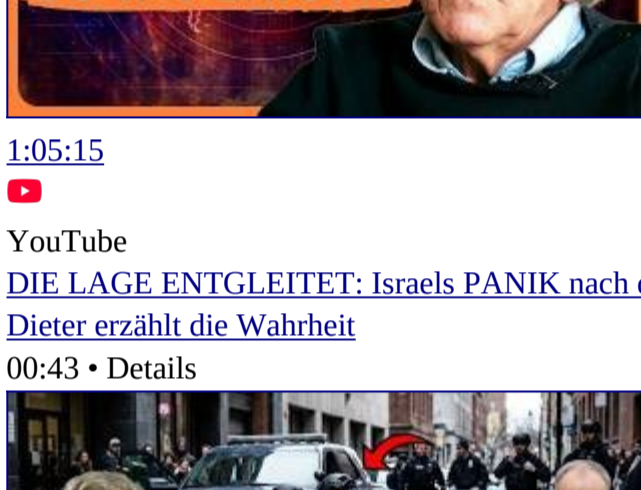 1:05:15
YouTube
DIE LAGE ENTGLEITET: Israels PANIK nach
Dieter erzählt die Wahrheit
00:43 • Details